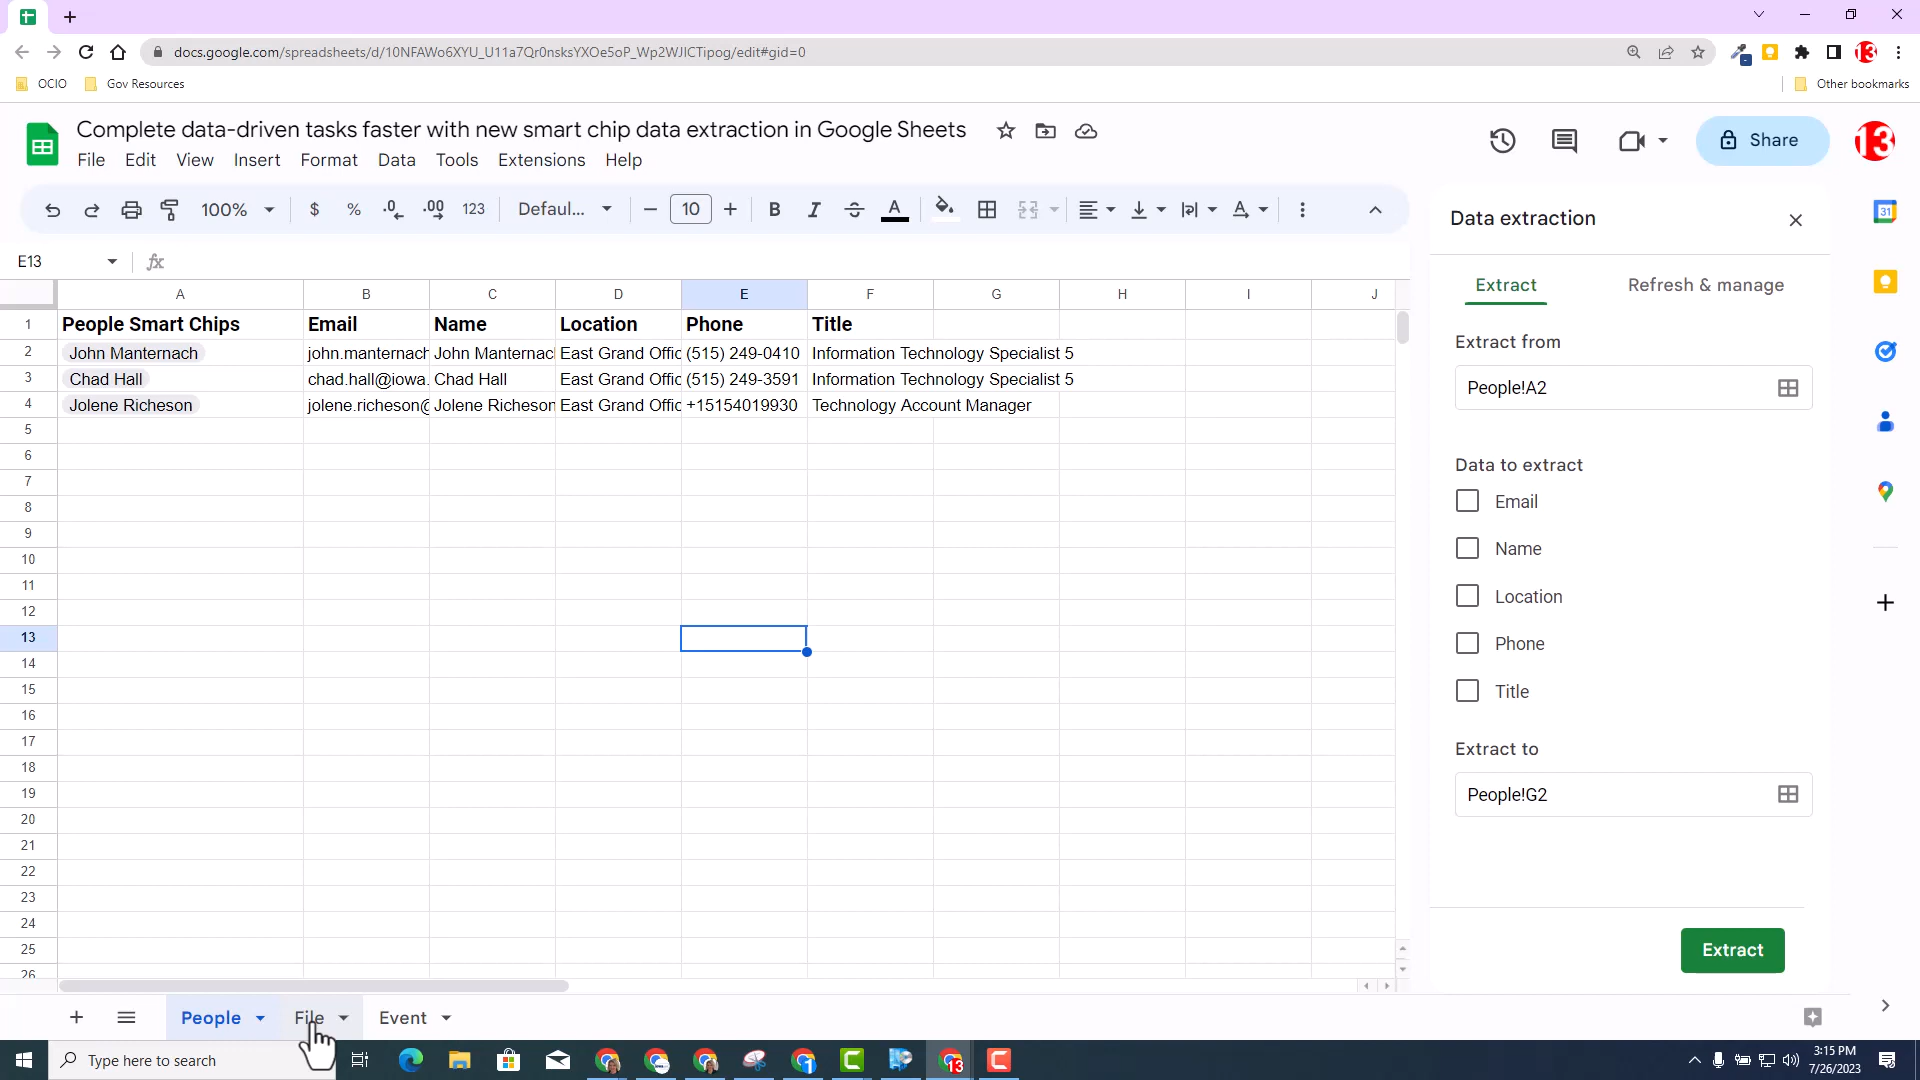 docs.google.com/spreadsheets/d/10NFAWo6XYU_U11a7Qr0nsksYXOe5oP_Wp2WJICTipog/edit#gid=0
13
OCIO
Gov Resources
Other bookmarks
Complete data-driven tasks faster with new smart chip data extraction in Google Sheets
File Edit View Insert Format Data Tools Extensions Help
Share
13
100%
$ % .0 .00 123
Defaul...
10
B I A
E13
fx
A B C D E F G H I J
1 People Smart Chips Email Name Location Phone Title
2 John Manternach john.manternach John Manternac East Grand Offic (515) 249-0410 Information Technology Specialist 5
3 Chad Hall chad.hall@iowa. Chad Hall East Grand Offic (515) 249-3591 Information Technology Specialist 5
4 Jolene Richeson jolene.richeson@ Jolene Richeson East Grand Offic +15154019930 Technology Account Manager
5
6
7
8
9
10
11
12
13
14
15
16
17
18
19
20
21
22
23
24
25
26
Data extraction
Extract Refresh & manage
Extract from
People!A2
Data to extract
Email
Name
Location
Phone
Title
Extract to
People!G2
Extract
31
People File Event
Type here to search
1
13
3:15 PM
7/26/2023